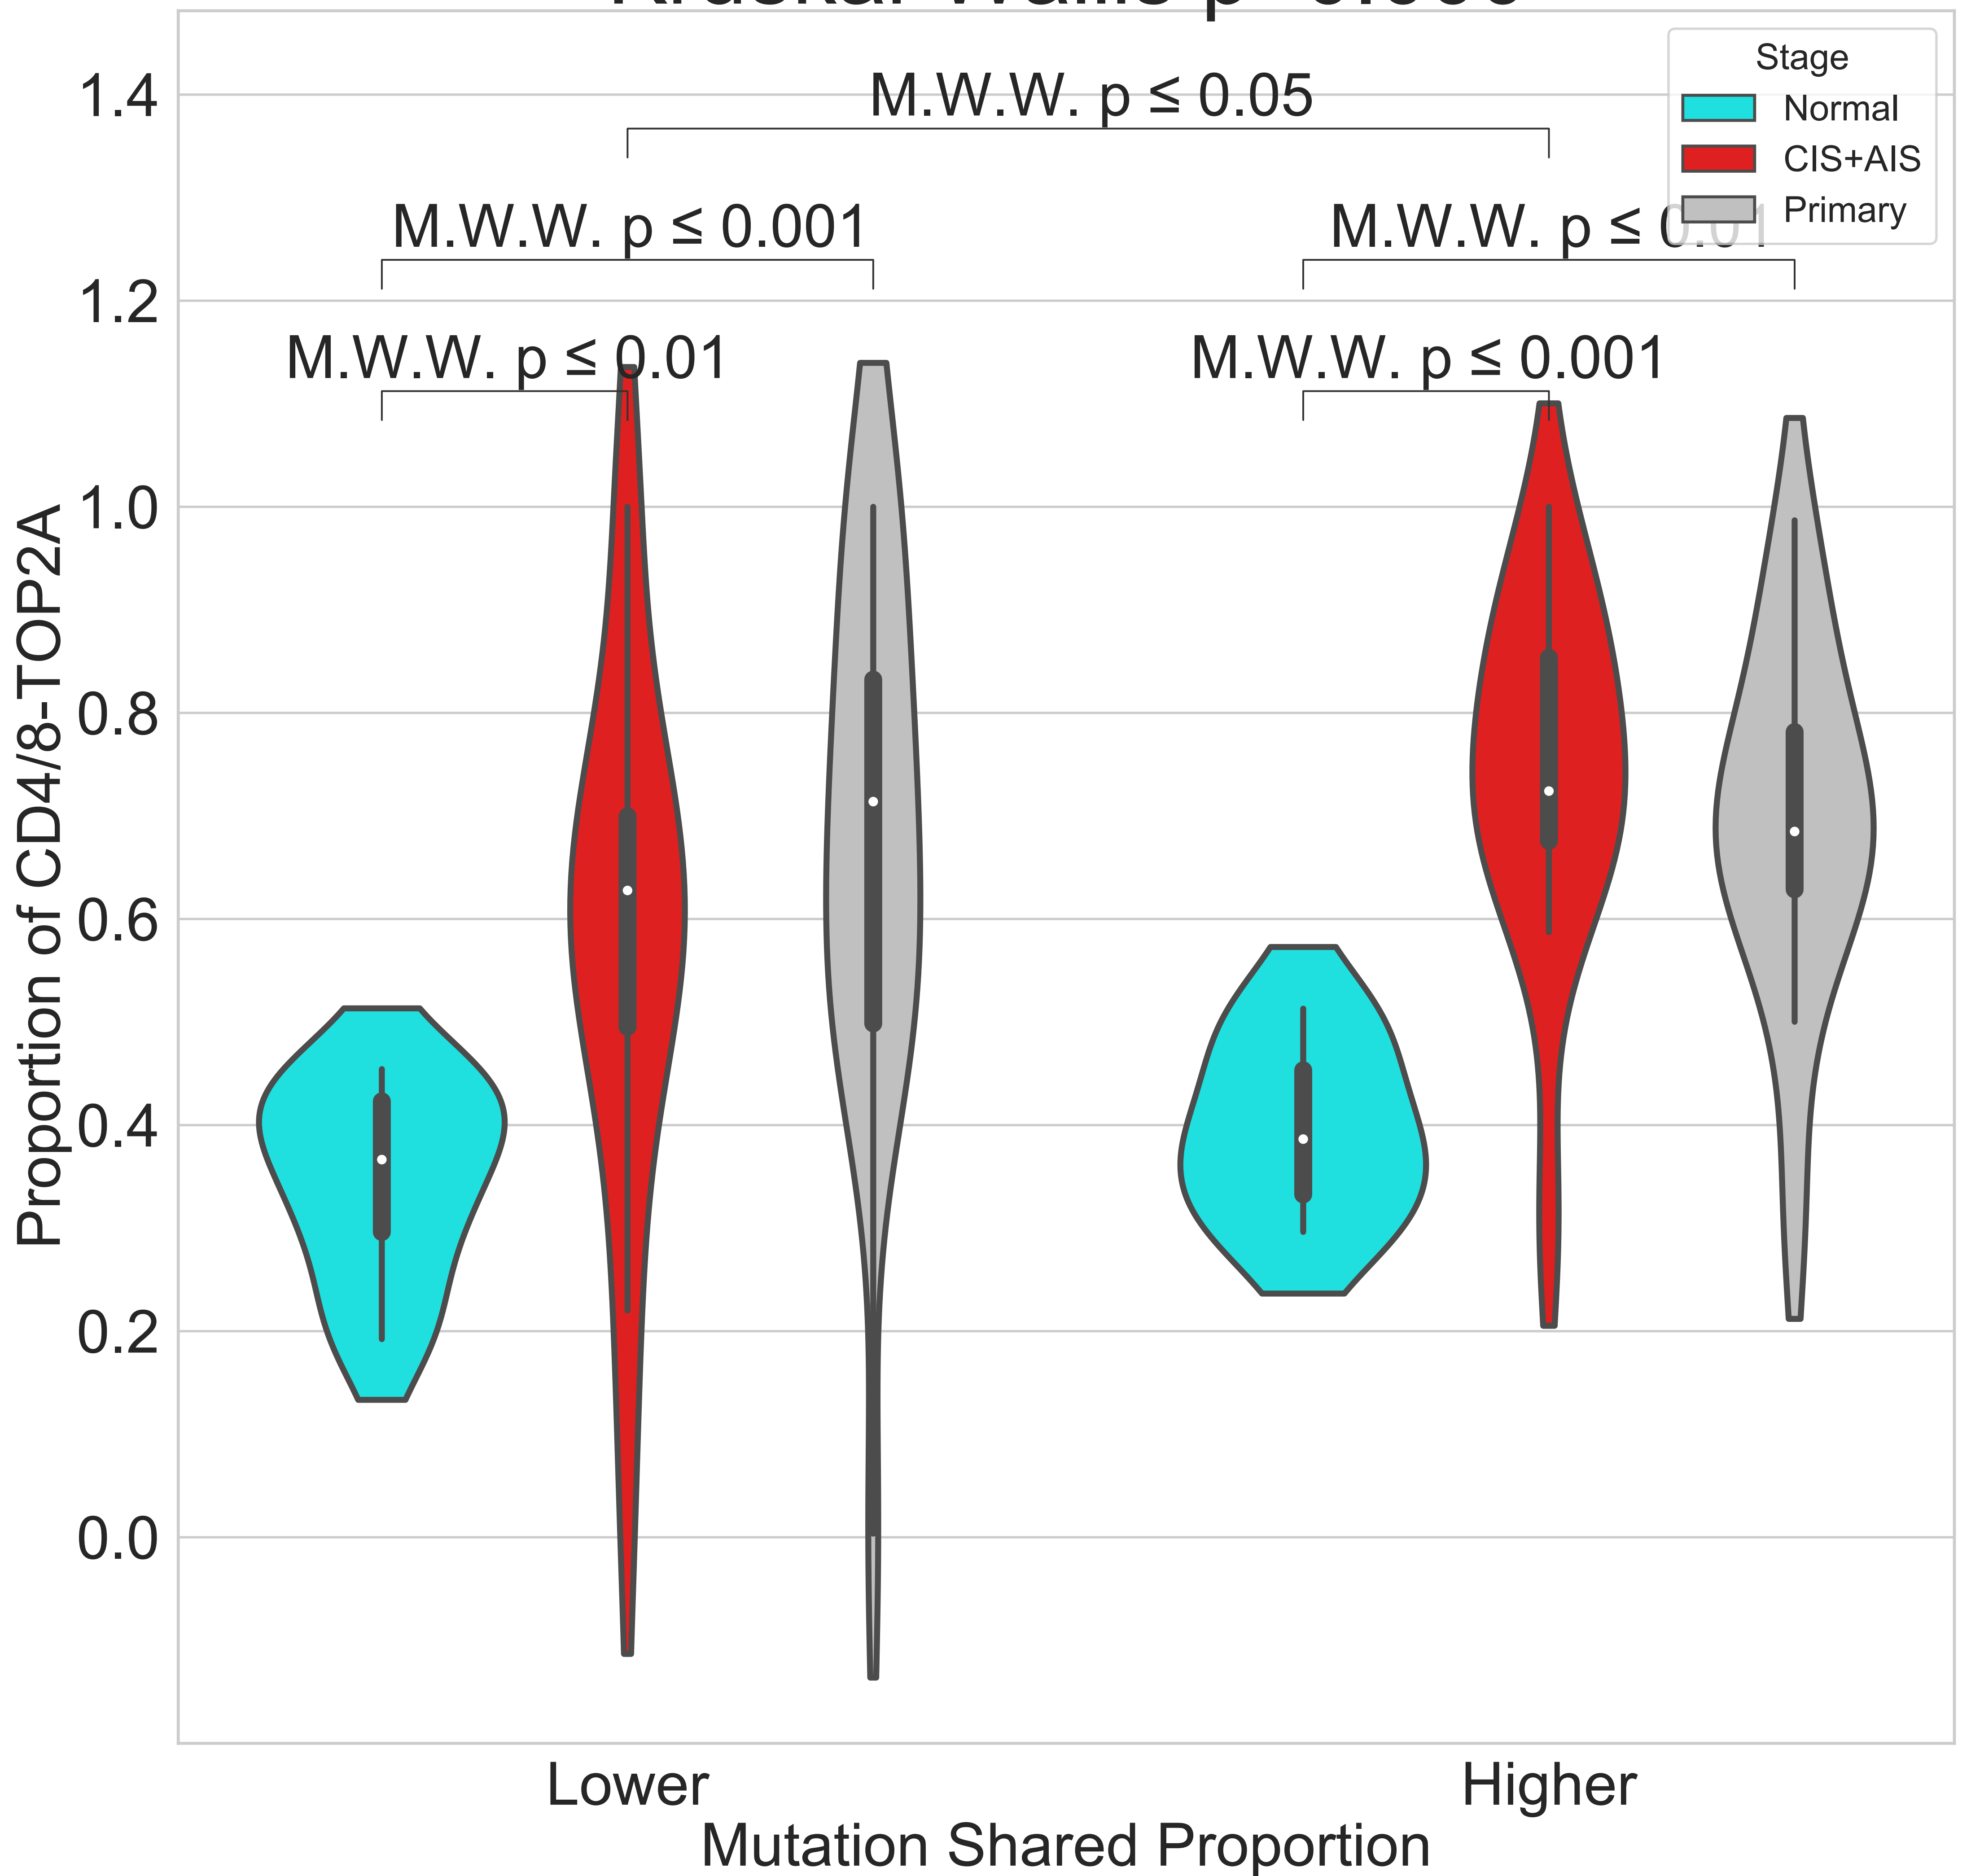 Stage
Normal
CIS+AIS
Primary
M.W.W. p ≤ 0.05
M.W.W. p ≤ 0.001
M.W.W. p ≤ 0.01
M.W.W. p ≤ 0.01
M.W.W. p ≤ 0.001
1.4
1.2
1.0
0.8
0.6
0.4
0.2
0.0
Proportion of CD4/8-TOP2A
Lower
Higher
Mutation Shared Proportion